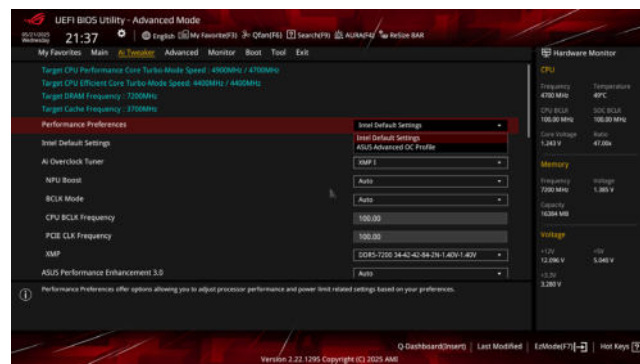 UEFI BIOS Utility - Advanced Mode
05/21/2025 Wednesday 21:37 English My Favorite(F3) Qfan(F6) Search(F9) AURA(F4) ReSize BAR
My Favorites Main Ai Tweaker Advanced Monitor Boot Tool Exit
Target CPU Performance Core Turbo-Mode Speed : 4900MHz / 4700MHz
Target CPU Efficient Core Turbo-Mode Speed: 4400MHz / 4400MHz
Target DRAM Frequency : 7200MHz
Target Cache Frequency : 3700MHz
Performance Preferences Intel Default Settings
Intel Default Settings
ASUS Advanced OC Profile
Intel Default Settings
Ai Overclock Tuner XMP I
NPU Boost Auto
BCLK Mode Auto
CPU BCLK Frequency 100.00
PCIE CLK Frequency 100.00
XMP DDR5-7200 34-42-42-84-2N-1.40V-1.40V
ASUS Performance Enhancement 3.0 Auto
Performance Preferences offer options allowing you to adjust processor performance and power limit related settings based on your preferences.
Hardware Monitor
CPU
Frequency Temperature
4700 MHz 49°C
CPU BCLK SOC BCLK
100.00 MHz 100.00 MHz
Core Voltage Ratio
1.243 V 47.00x
Memory
Frequency Voltage
7200 MHz 1.385 V
Capacity
16384 MB
Voltage
+12V +5V
12.096 V 5.040 V
+3.3V
3.280 V
Q-Dashboard(Insert) Last Modified EzMode(F7) Hot Keys ?
Version 2.22.1295 Copyright (C) 2025 AMI